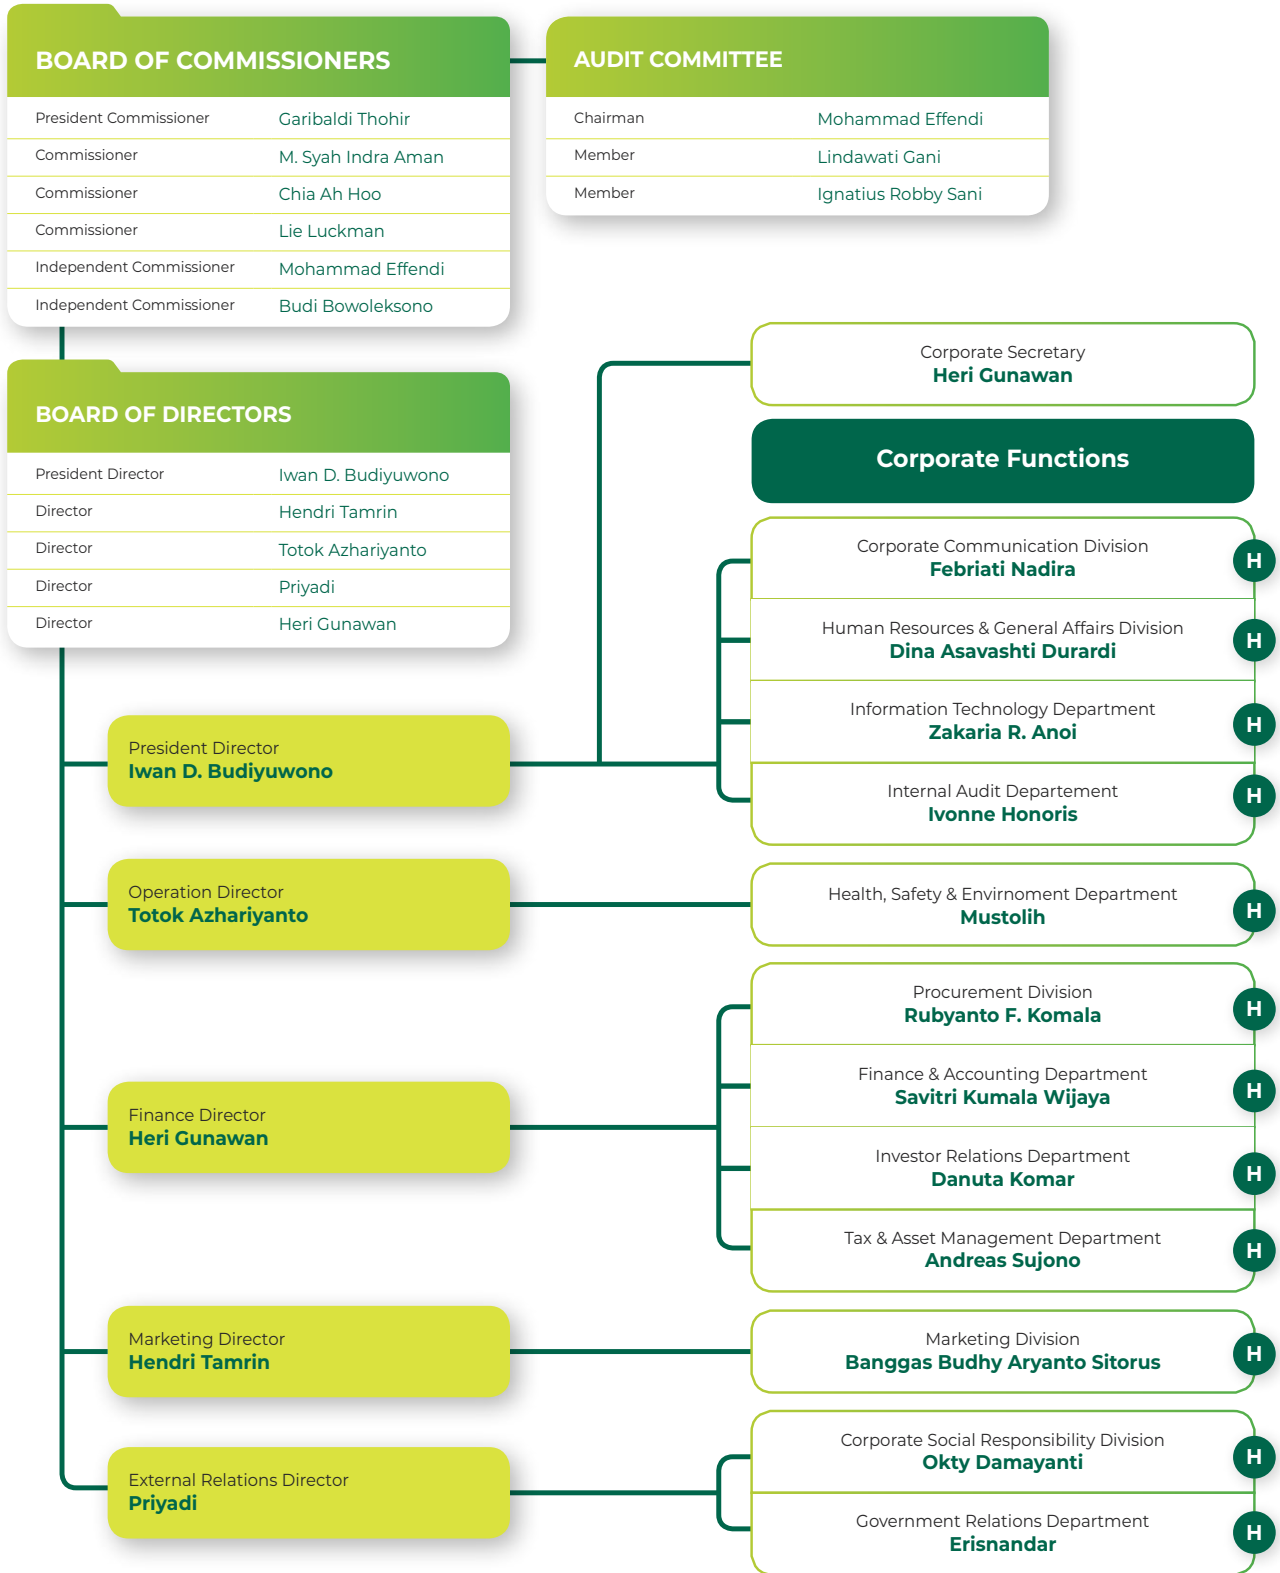 BOARD OF COMMISSIONERS
President Commissioner Garibaldi Thohir
Commissioner M. Syah Indra Aman
Commissioner Chia Ah Hoo
Commissioner Lie Luckman
Independent Commissioner Mohammad Effendi
Independent Commissioner Budi Bowoleksono
AUDIT COMMITTEE
Chairman Mohammad Effendi
Member Lindawati Gani
Member Ignatius Robby Sani
BOARD OF DIRECTORS
President Director Iwan D. Budiyuwono
Director Hendri Tamrin
Director Totok Azhariyanto
Director Priyadi
Director Heri Gunawan
Corporate Secretary
Heri Gunawan
Corporate Functions
President Director
Iwan D. Budiyuwono
Corporate Communication Division
Febriati Nadira
H
Human Resources & General Affairs Division
Dina Asavashti Durardi
H
Information Technology Department
Zakaria R. Anoi
H
Internal Audit Departement
Ivonne Honoris
H
Operation Director
Totok Azhariyanto
Health, Safety & Envirnoment Department
Mustolih
H
Finance Director
Heri Gunawan
Procurement Division
Rubyanto F. Komala
H
Finance & Accounting Department
Savitri Kumala Wijaya
H
Investor Relations Department
Danuta Komar
H
Tax & Asset Management Department
Andreas Sujono
H
Marketing Director
Hendri Tamrin
Marketing Division
Banggas Budhy Aryanto Sitorus
H
External Relations Director
Priyadi
Corporate Social Responsibility Division
Okty Damayanti
H
Government Relations Department
Erisnandar
H